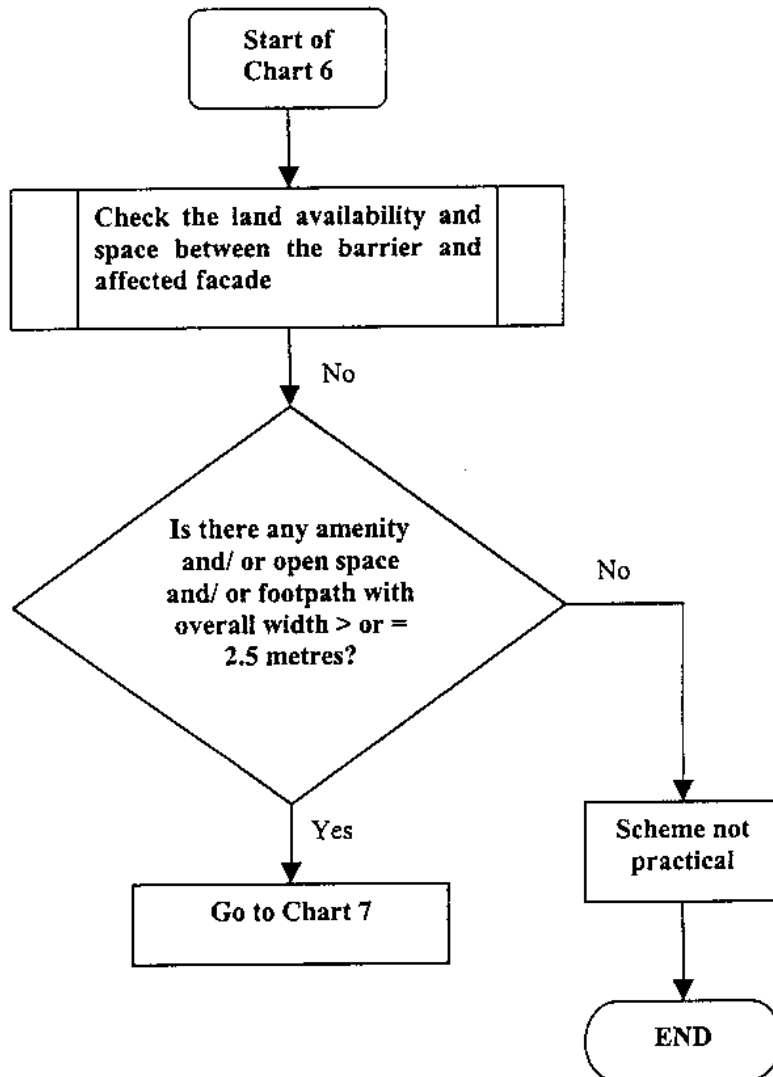 Start of
Chart 6
Check the land availability and
space between the barrier and
affected facade
No
Is there any amenity
and/ or open space
and/ or footpath with
overall width > or =
2.5 metres?
No
Yes
Go to Chart 7
Scheme not
practical
END